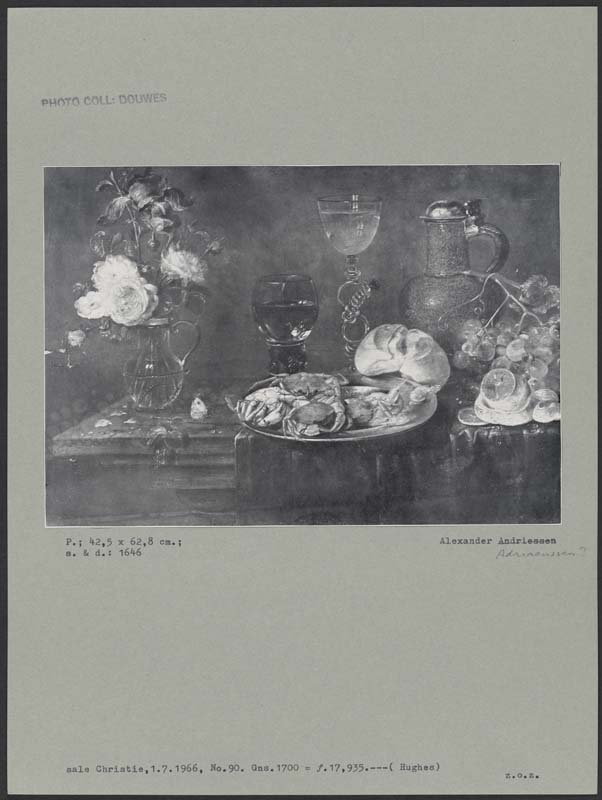 PHOTO COLL: DOUWES
P.; 42,5 x 62,8 cm.;
s. & d.: 1646
Alexander Andriessen
Adriaenssen?
sale Christie,1.7.1966, No.90. Gns.1700 = ƒ.17,935.---( Hughes)
z.o.z.